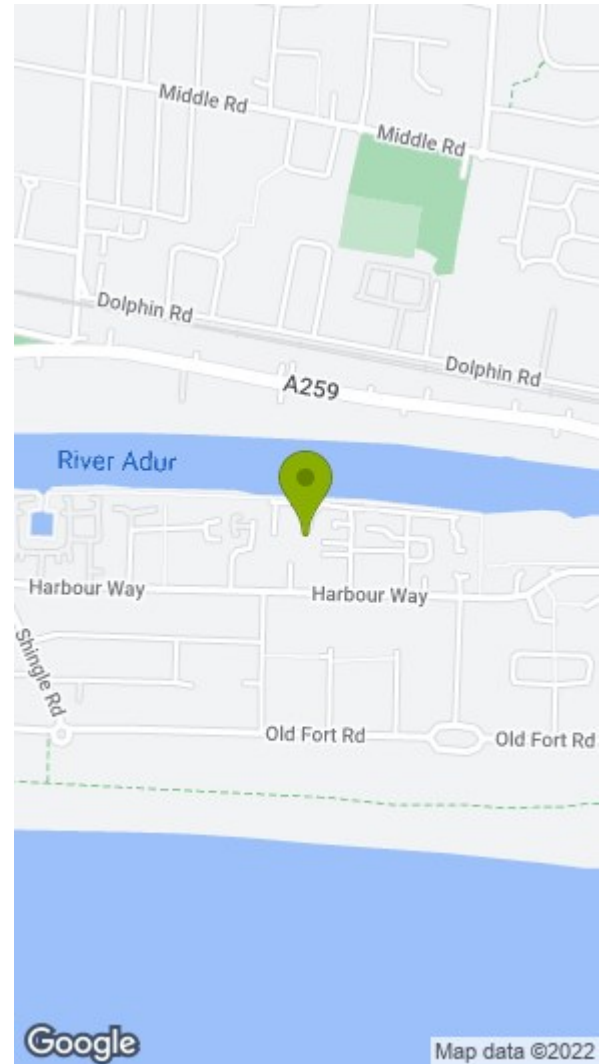 Middle Rd
Middle Rd
Dolphin Rd
Dolphin Rd
A259
River Adur
Harbour Way
Harbour Way
Shingle Rd
Old Fort Rd
Old Fort Rd
Google
Map data ©2022